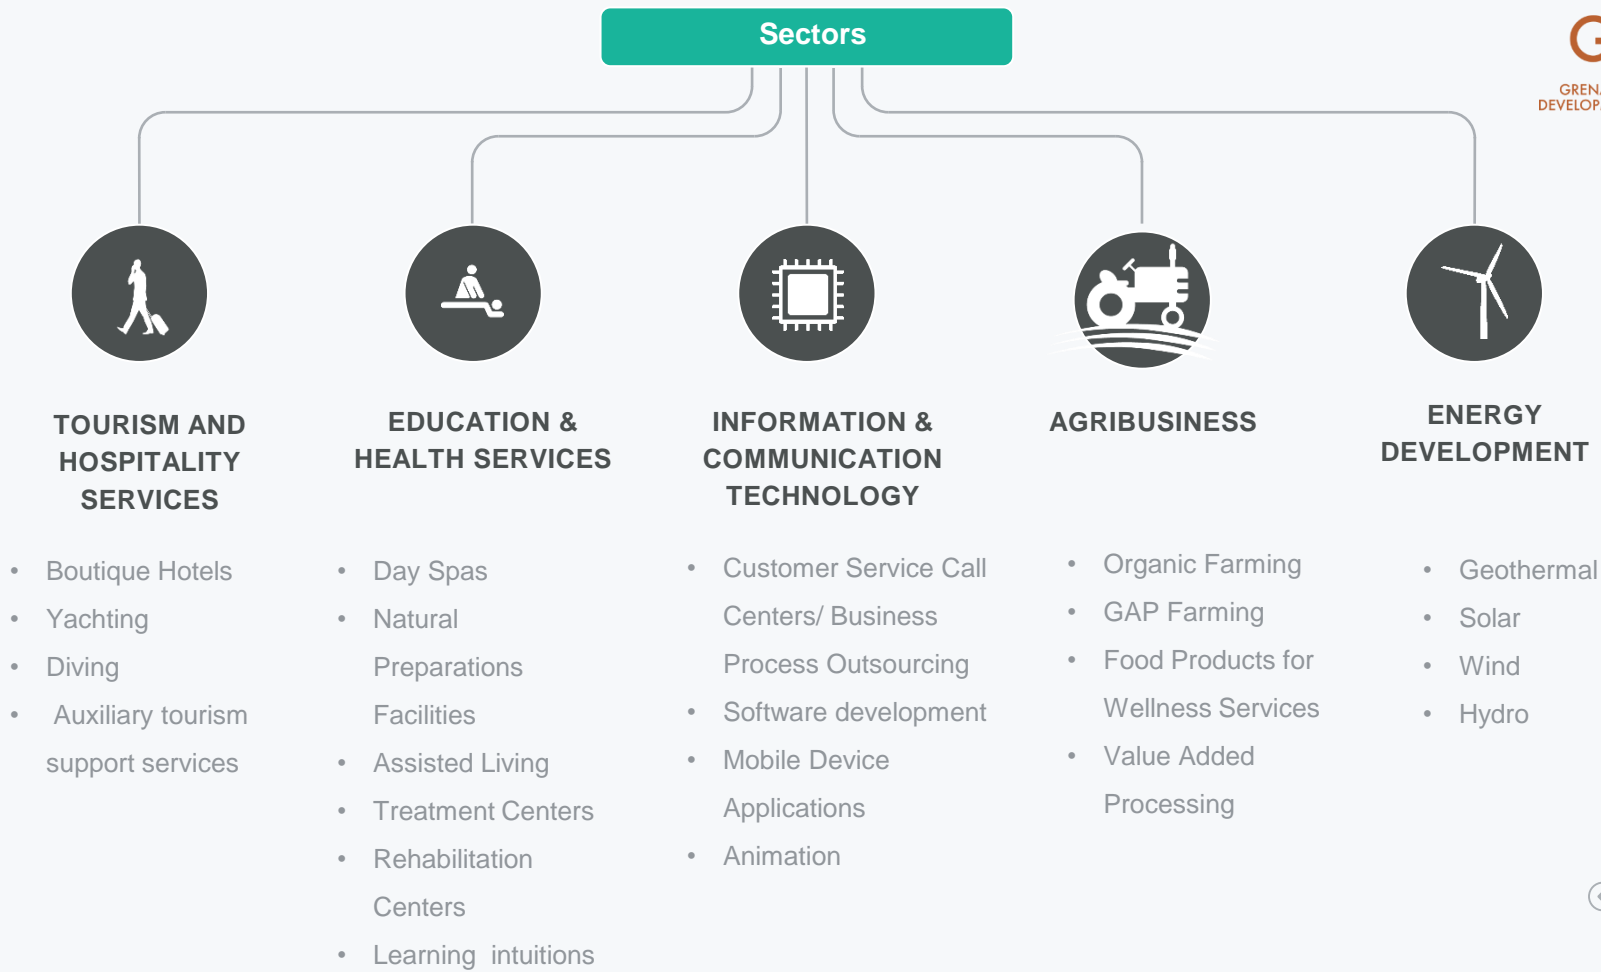 Sectors
TOURISM AND
HOSPITALITY
SERVICES
• Boutique Hotels
• Yachting
• Diving
• Auxiliary tourism
support services
EDUCATION &
HEALTH SERVICES
• Day Spas
• Natural
Preparations
Facilities
• Assisted Living
• Treatment Centers
• Rehabilitation
Centers
• Learning intuitions
INFORMATION &
COMMUNICATION
TECHNOLOGY
• Customer Service Call
Centers/ Business
Process Outsourcing
• Software development
• Mobile Device
Applications
• Animation
AGRIBUSINESS
• Organic Farming
• GAP Farming
• Food Products for
Wellness Services
• Value Added
Processing
ENERGY
DEVELOPMENT
• Geothermal
• Solar
• Wind
• Hydro